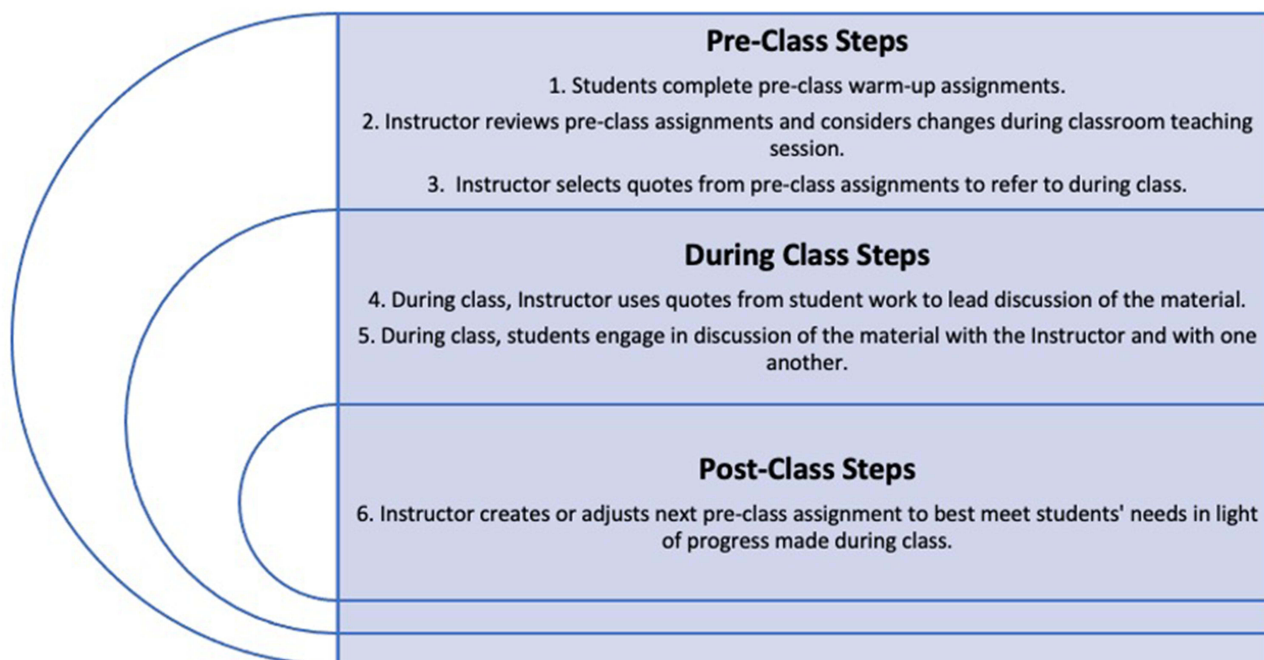 Pre-Class Steps
1. Students complete pre-class warm-up assignments.
2. Instructor reviews pre-class assignments and considers changes during classroom teaching
session.
3.  Instructor selects quotes from pre-class assignments to refer to during class.
During Class Steps
4. During class, Instructor uses quotes from student work to lead discussion of the material.
5. During class, students engage in discussion of the material with the Instructor and with one
another.
Post-Class Steps
6. Instructor creates or adjusts next pre-class assignment to best meet students' needs in light
of progress made during class.